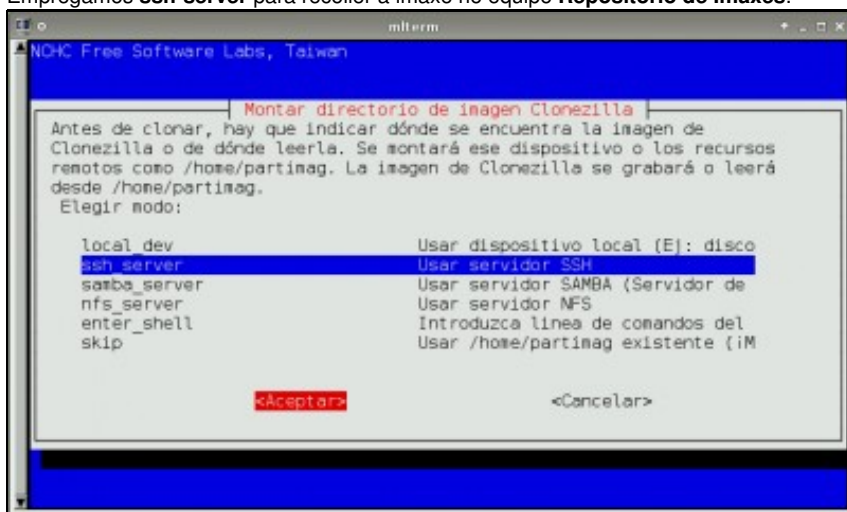 Empregamos ssh-server para recoller a imaxe no equipo Repositorio de imaxes.
mlterm
NCHC Free Software Labs, Taiwan
Montar directorio de imagen Clonezilla
Antes de clonar, hay que indicar dónde se encuentra la imagen de
Clonezilla o de dónde leerla. Se montará ese dispositivo o los recursos
remotos como /home/partimag. La imagen de Clonezilla se grabará o leerá
desde /home/partimag.
Elegir modo:
local_dev Usar dispositivo local (Ej: disco
ssh_server Usar servidor SSH
samba_server Usar servidor SAMBA (Servidor de
nfs_server Usar servidor NFS
enter_shell Introduzca linea de comandos del
skip Usar /home/partimag existente (¡M
<Aceptar> <Cancelar>